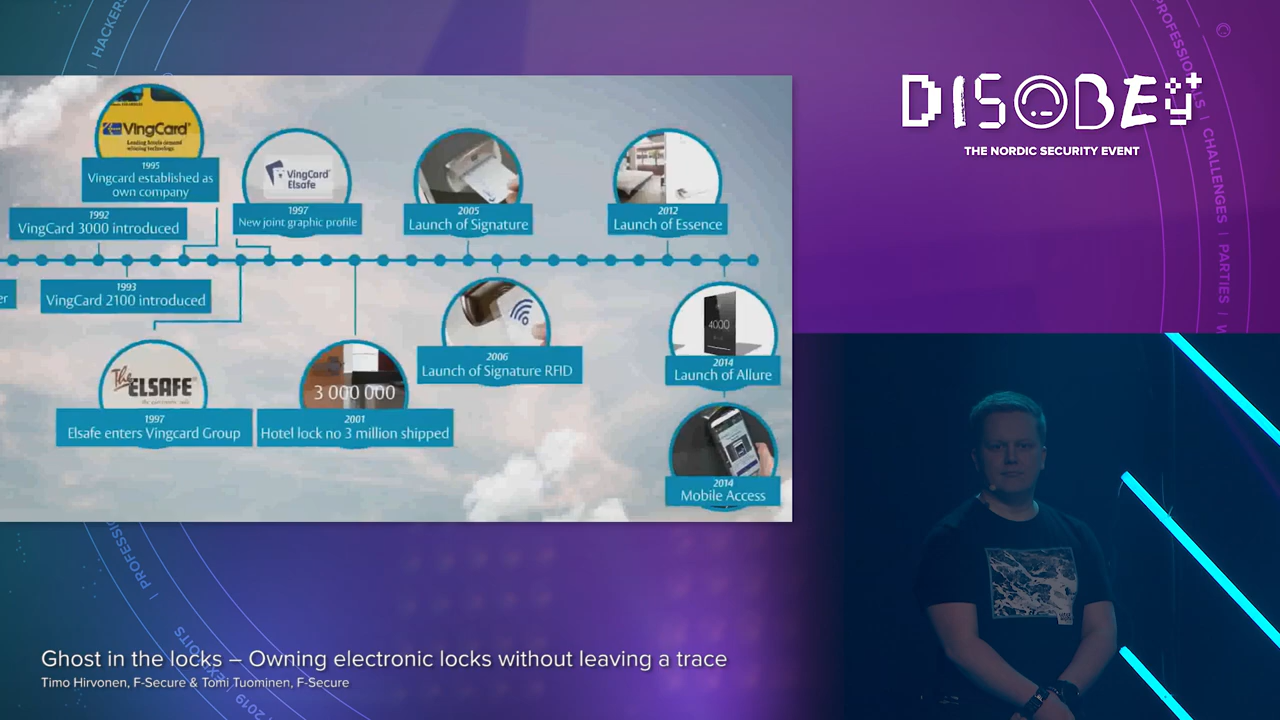 DISOBEY
THE NORDIC SECURITY EVENT
VingCard
1995
Vingcard established as
own company
1992
VingCard 3000 introduced
VingCard
Elsafe
1997
New joint graphic profile
2005
Launch of Signature
2012
Launch of Essence
er
1993
VingCard 2100 introduced
The
ELSAFE
1997
Elsafe enters Vingcard Group
3 000 000
2001
Hotel lock no 3 million shipped
2006
Launch of Signature RFID
4000
2014
Launch of Allure
2014
Mobile Access
| HACKERS
PROFESSIONALS | CHALLENGES | PARTIES |
| PROFESSI
EXPLOITS
2019
Ghost in the locks – Owning electronic locks without leaving a trace
Timo Hirvonen, F-Secure & Tomi Tuominen, F-Secure